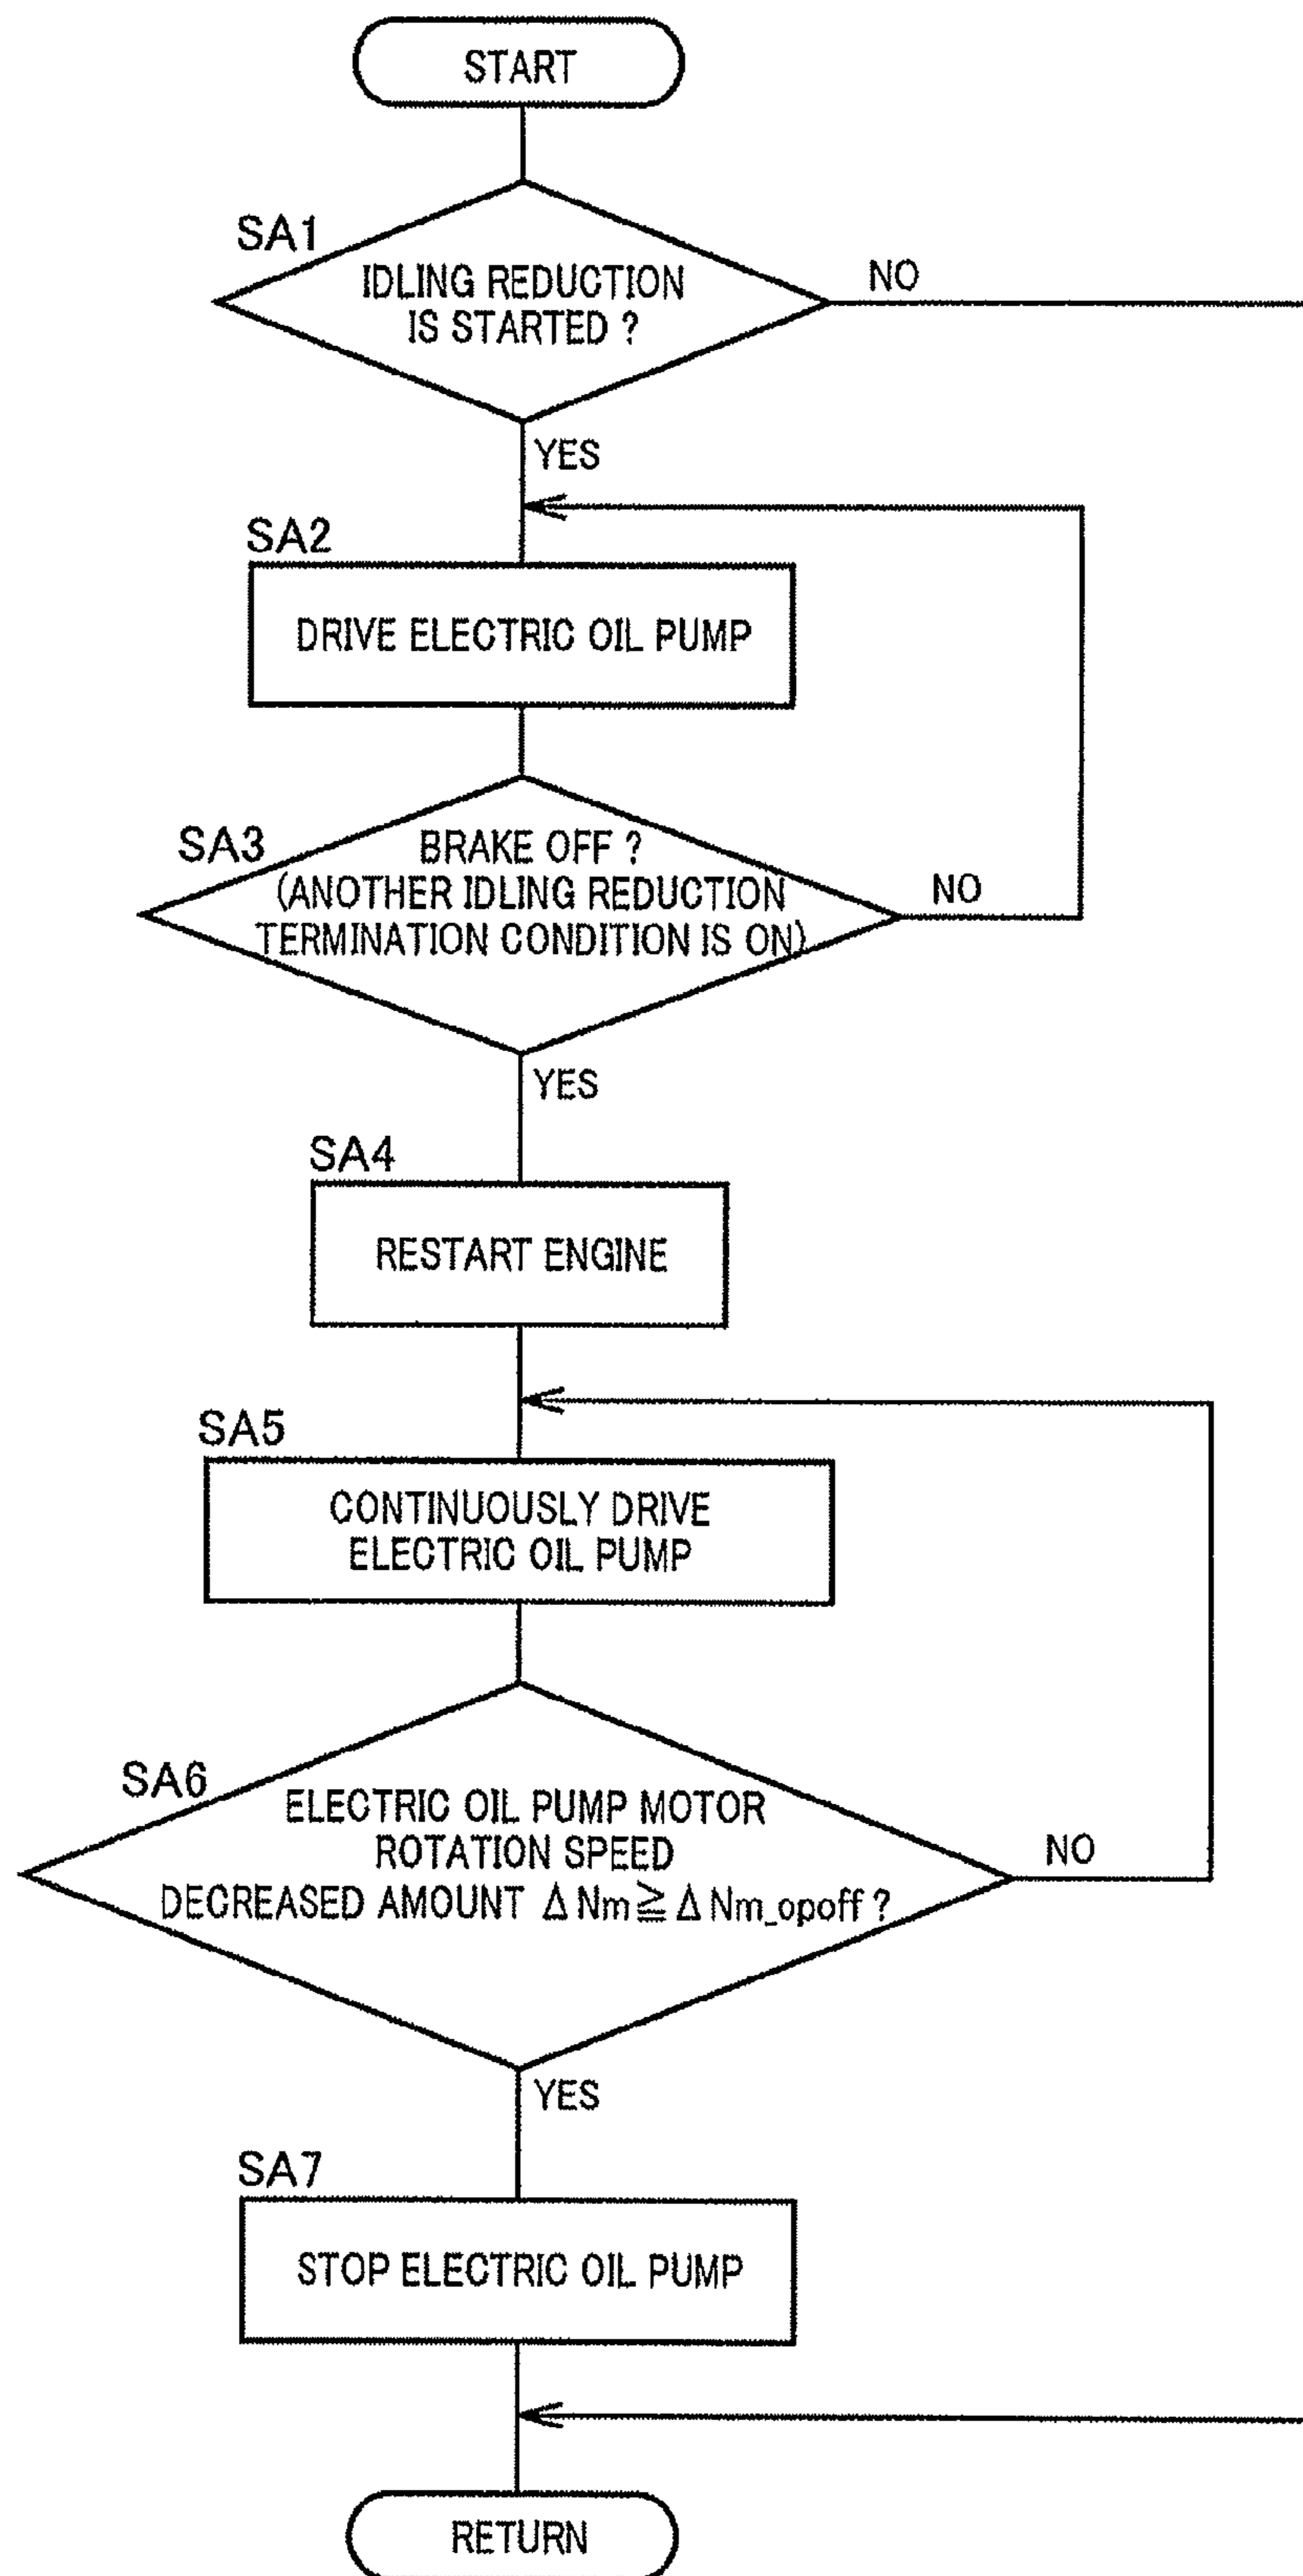 START
SA1
IDLING REDUCTION
IS STARTED ?
NO
YES
SA2
DRIVE ELECTRIC OIL PUMP
SA3
BRAKE OFF ?
(ANOTHER IDLING REDUCTION
TERMINATION CONDITION IS ON)
NO
YES
SA4
RESTART ENGINE
SA5
CONTINUOUSLY DRIVE
ELECTRIC OIL PUMP
SA6
ELECTRIC OIL PUMP MOTOR
ROTATION SPEED
DECREASED AMOUNT Δ Nm ≧ Δ Nm_opoff ?
NO
YES
SA7
STOP ELECTRIC OIL PUMP
RETURN